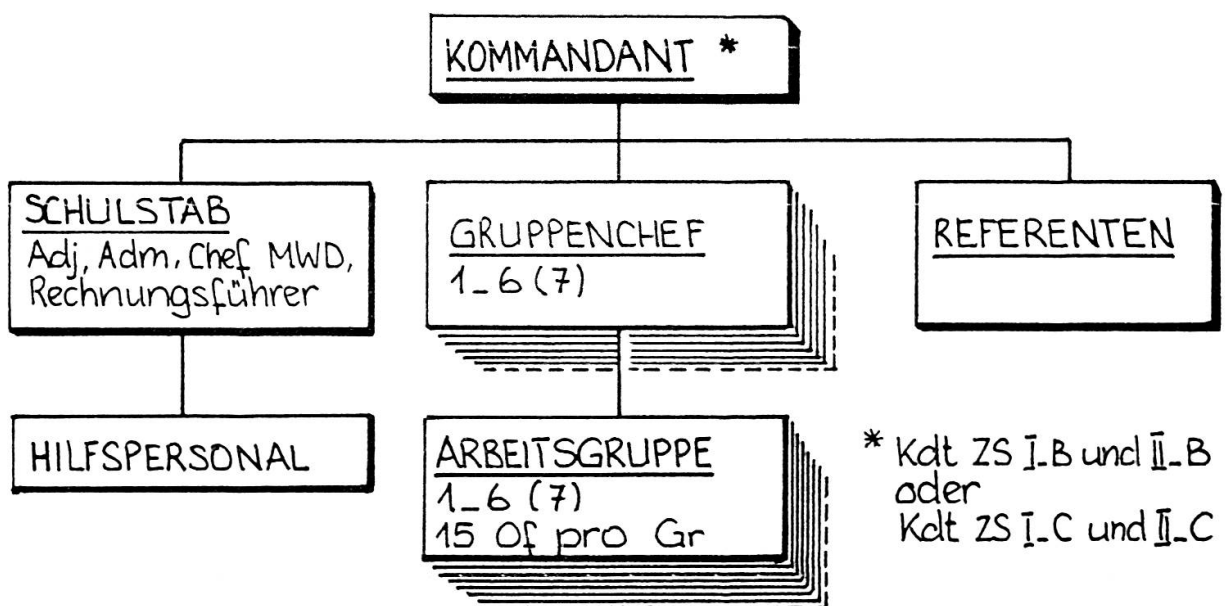 KOMMANDANT *
SCHULSTAB
Adj, Adm, Chef MWD,
Rechnungsführer
GRUPPENCHEF
1_6 (7)
REFERENTEN
HILFSPERSONAL
ARBEITSGRUPPE
1_6 (7)
15 Of pro Gr
* Kdt ZS I_B und II_B
oder
Kdt ZS I_C und II_C